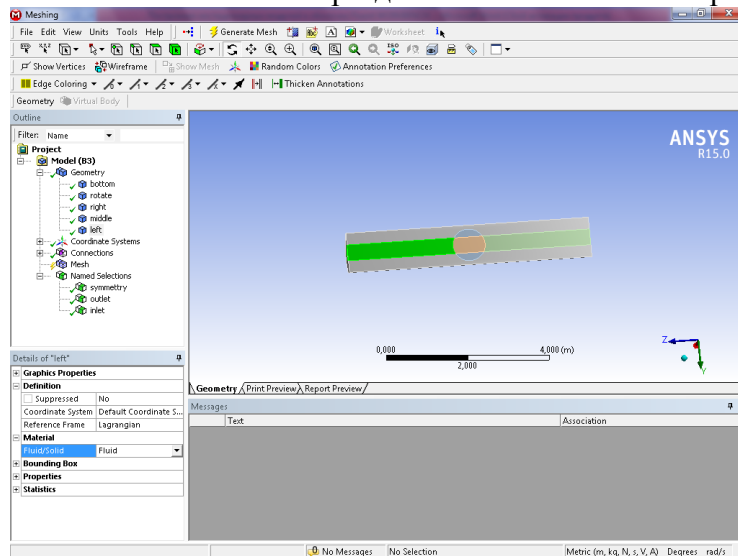 Meshing
File Edit View Units Tools Help Generate Mesh Worksheet
Show Vertices Wireframe Show Mesh Random Colors Annotation Preferences
Edge Coloring Thicken Annotations
Geometry Virtual Body
Outline
Filter: Name
Project
Model (B3)
Geometry
bottom
rotate
right
middle
left
Coordinate Systems
Connections
Mesh
Named Selections
symmettry
outlet
inlet
ANSYS
R15.0
0,000 4,000 (m)
2,000
Z
Y
Geometry Print Preview Report Preview
Details of "left"
Graphics Properties
Definition
Suppressed No
Coordinate System Default Coordinate S...
Reference Frame Lagrangian
Material
Fluid/Solid Fluid
Bounding Box
Properties
Statistics
Messages
Text Association
No Messages No Selection Metric (m, kg, N, s, V, A) Degrees rad/s